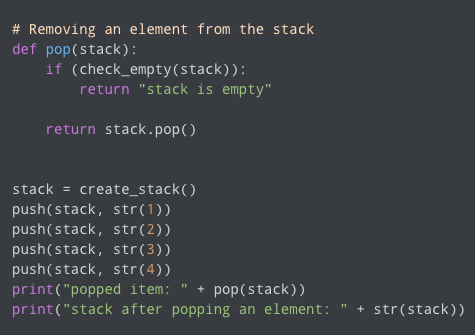 # Removing an element from the stack
def pop(stack):
    if (check_empty(stack)):
        return "stack is empty"

    return stack.pop()


stack = create_stack()
push(stack, str(1))
push(stack, str(2))
push(stack, str(3))
push(stack, str(4))
print("popped item: " + pop(stack))
print("stack after popping an element: " + str(stack))